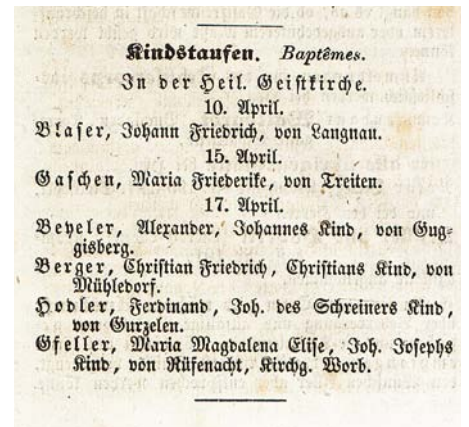 Kindstaufen. Baptêmes.
In der Heil. Geistkirche.
10. April.
Blaser, Johann Friedrich, von Langnau.
15. April.
Gaschen, Maria Friederike, von Treiten.
17. April.
Beyeler, Alexander, Johannes Kind, von Gug-
gisberg.
Berger, Christian Friedrich, Christians Kind, von
Mühledorf.
Hodler, Ferdinand, Joh. des Schreiners Kind,
von Gurzelen.
Gfeller, Maria Magdalena Elise, Joh. Josephs
Kind, von Rüfenacht, Kirchg. Worb.